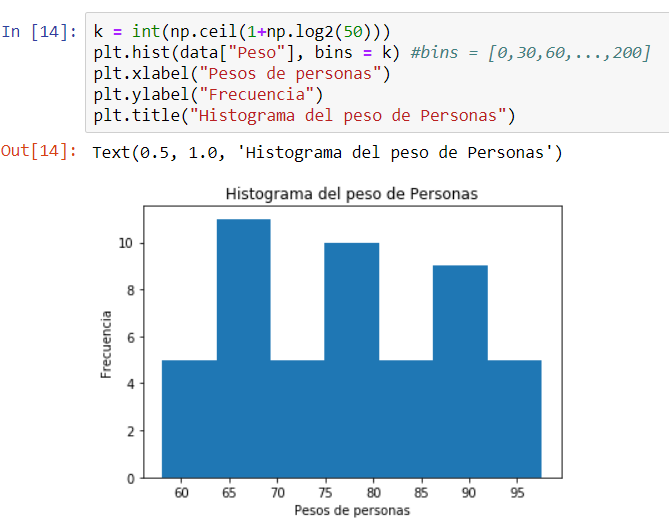 In [14]: k = int(np.ceil(1+np.log2(50)))
plt.hist(data["Peso"], bins = k) #bins = [0,30,60,...,200]
plt.xlabel("Pesos de personas")
plt.ylabel("Frecuencia")
plt.title("Histograma del peso de Personas")
Out[14]: Text(0.5, 1.0, 'Histograma del peso de Personas')
Histograma del peso de Personas
10
8
6
4
2
0
Frecuencia
60 65 70 75 80 85 90 95
Pesos de personas